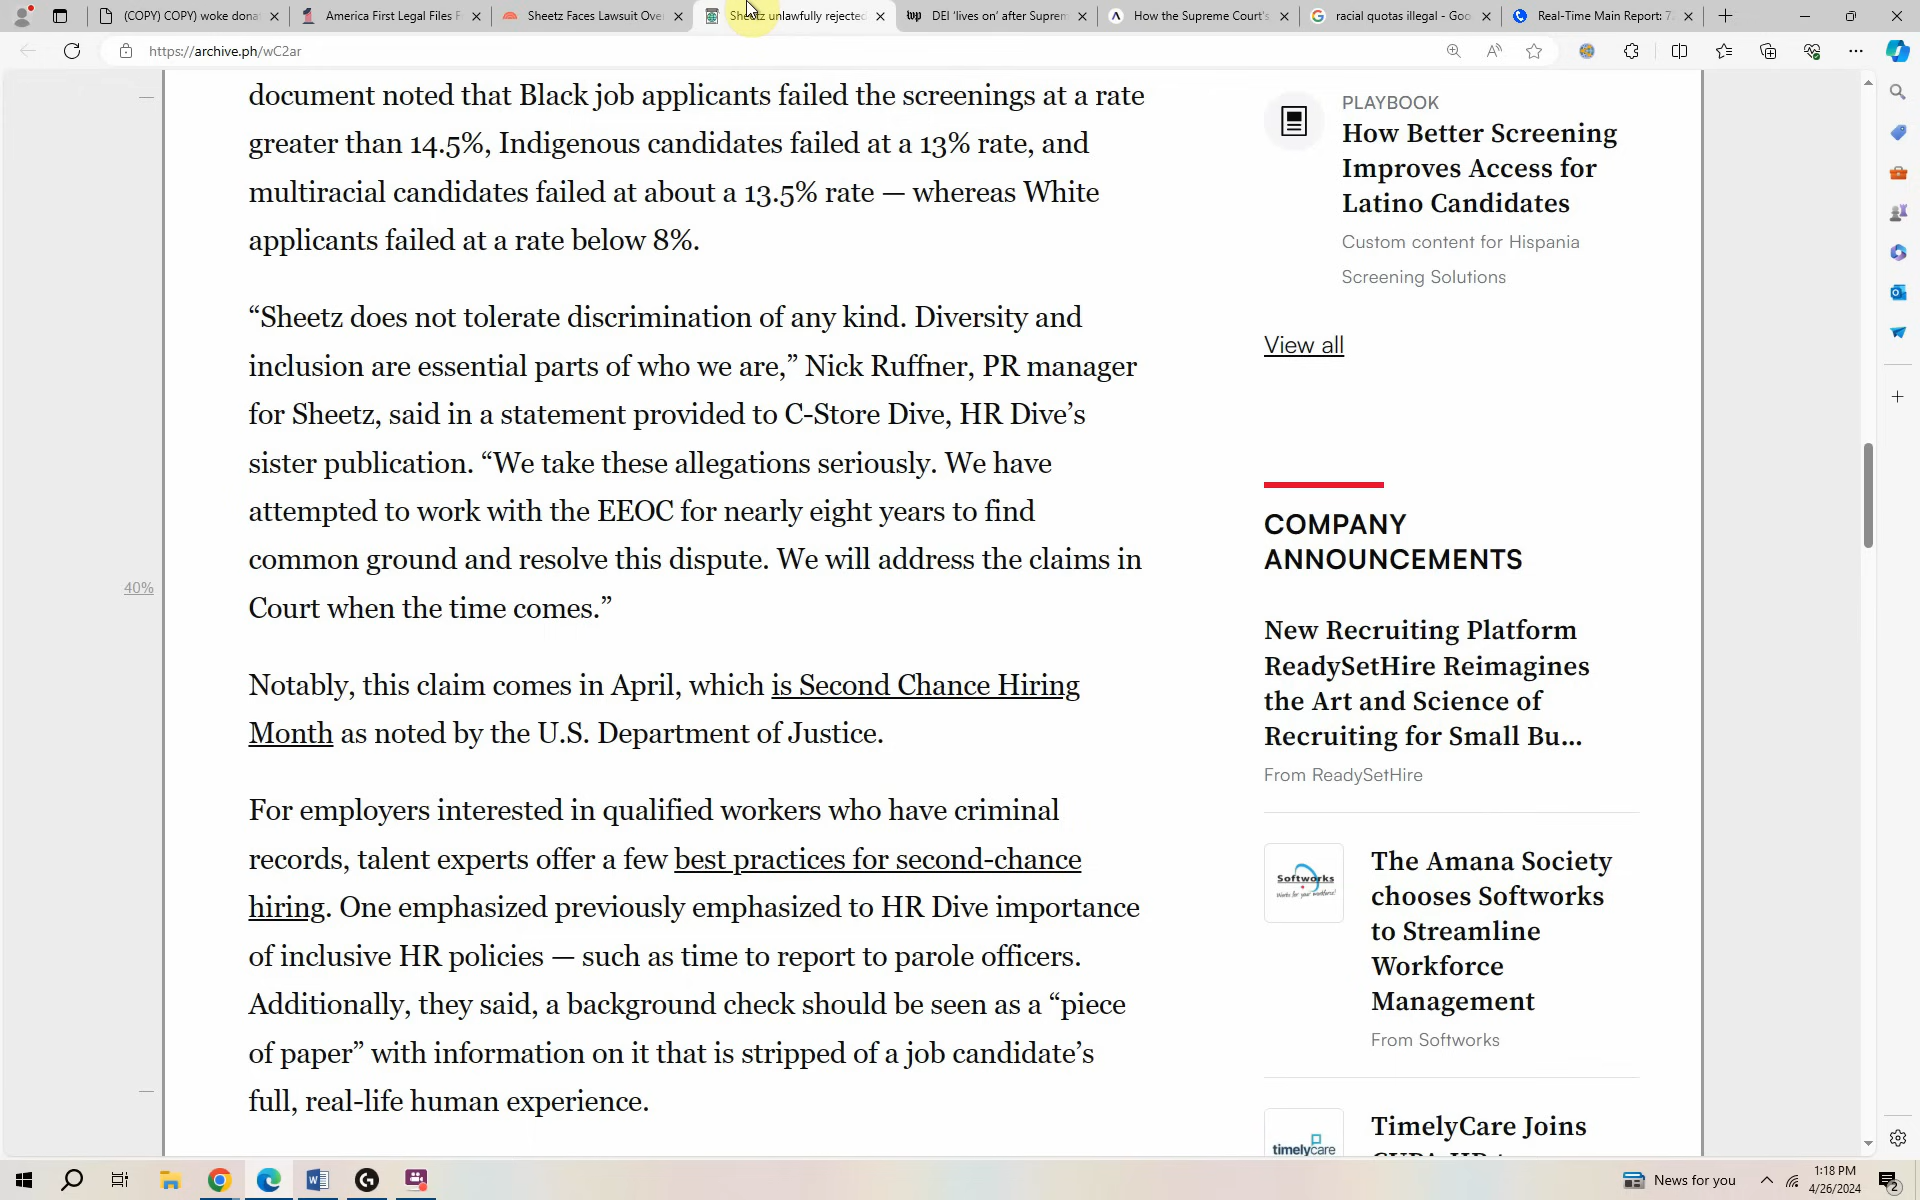 (COPY) COPY) woke dona
America First Legal Files F
Sheetz Faces Lawsuit Ove
Sheetz unlawfully rejected
DEI 'lives on' after Suprem
How the Supreme Court's
racial quotas illegal - Goo
Real-Time Main Report: 7
https://archive.ph/wC2ar
document noted that Black job applicants failed the screenings at a rate
greater than 14.5%, Indigenous candidates failed at a 13% rate, and
multiracial candidates failed at about a 13.5% rate — whereas White
applicants failed at a rate below 8%.
“Sheetz does not tolerate discrimination of any kind. Diversity and
inclusion are essential parts of who we are,” Nick Ruffner, PR manager
for Sheetz, said in a statement provided to C-Store Dive, HR Dive’s
sister publication. “We take these allegations seriously. We have
attempted to work with the EEOC for nearly eight years to find
common ground and resolve this dispute. We will address the claims in
Court when the time comes.”
40%
Notably, this claim comes in April, which is Second Chance Hiring
Month as noted by the U.S. Department of Justice.
For employers interested in qualified workers who have criminal
records, talent experts offer a few best practices for second-chance
hiring. One emphasized previously emphasized to HR Dive importance
of inclusive HR policies — such as time to report to parole officers.
Additionally, they said, a background check should be seen as a “piece
of paper” with information on it that is stripped of a job candidate’s
full, real-life human experience.
PLAYBOOK
How Better Screening
Improves Access for
Latino Candidates
Custom content for Hispania
Screening Solutions
View all
COMPANY
ANNOUNCEMENTS
New Recruiting Platform
ReadySetHire Reimagines
the Art and Science of
Recruiting for Small Bu...
From ReadySetHire
Softworks
The Amana Society
chooses Softworks
to Streamline
Workforce
Management
From Softworks
timelycare
TimelyCare Joins
News for you
1:18 PM
4/26/2024
2